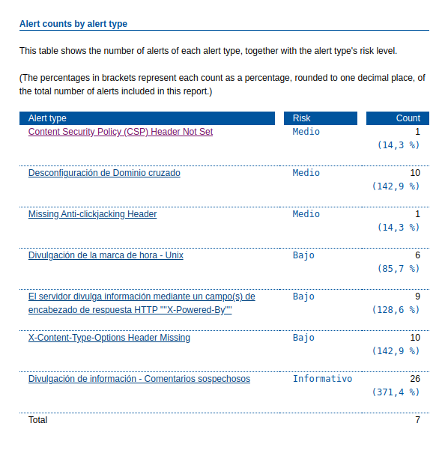 Alert counts by alert type
This table shows the number of alerts of each alert type, together with the alert type's risk level.
(The percentages in brackets represent each count as a percentage, rounded to one decimal place, of
the total number of alerts included in this report.)
Alert type Risk Count
Content Security Policy (CSP) Header Not Set Medio 1
(14,3 %)
Desconfiguración de Dominio cruzado Medio 10
(142,9 %)
Missing Anti-clickjacking Header Medio 1
(14,3 %)
Divulgación de la marca de hora - Unix Bajo 6
(85,7 %)
El servidor divulga información mediante un campo(s) de Bajo 9
encabezado de respuesta HTTP ""X-Powered-By"" (128,6 %)
X-Content-Type-Options Header Missing Bajo 10
(142,9 %)
Divulgación de información - Comentarios sospechosos Informativo 26
(371,4 %)
Total 7